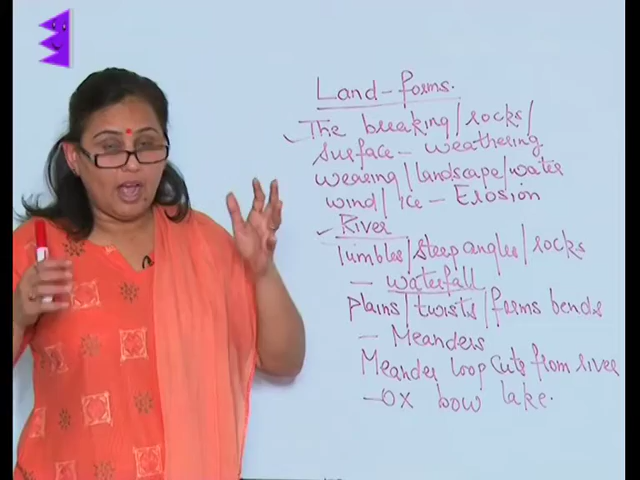 Land-forms.
The breaking/rocks/
surface - weathering.
wearing/landscape/water
wind/ice - Erosion
River
Tumbles/steep angles/rocks
- waterfall
Plains/twists/forms bends
- Meanders
Meander loop cuts from river
- ox bow lake.